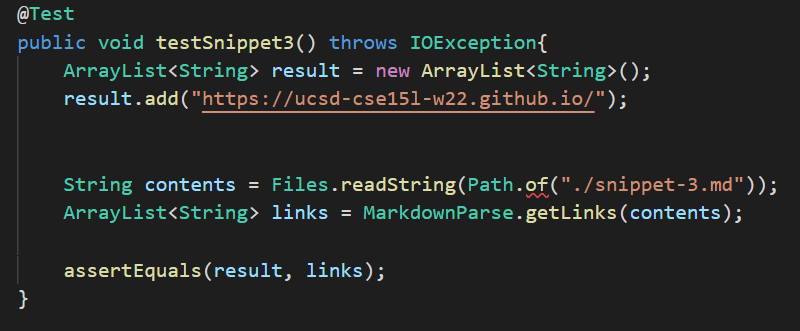 @Test
public void testSnippet3() throws IOException{
    ArrayList<String> result = new ArrayList<String>();
    result.add("https://ucsd-cse15l-w22.github.io/");
    String contents = Files.readString(Path.of("./snippet-3.md"));
    ArrayList<String> links = MarkdownParse.getLinks(contents);
    assertEquals(result, links);
}